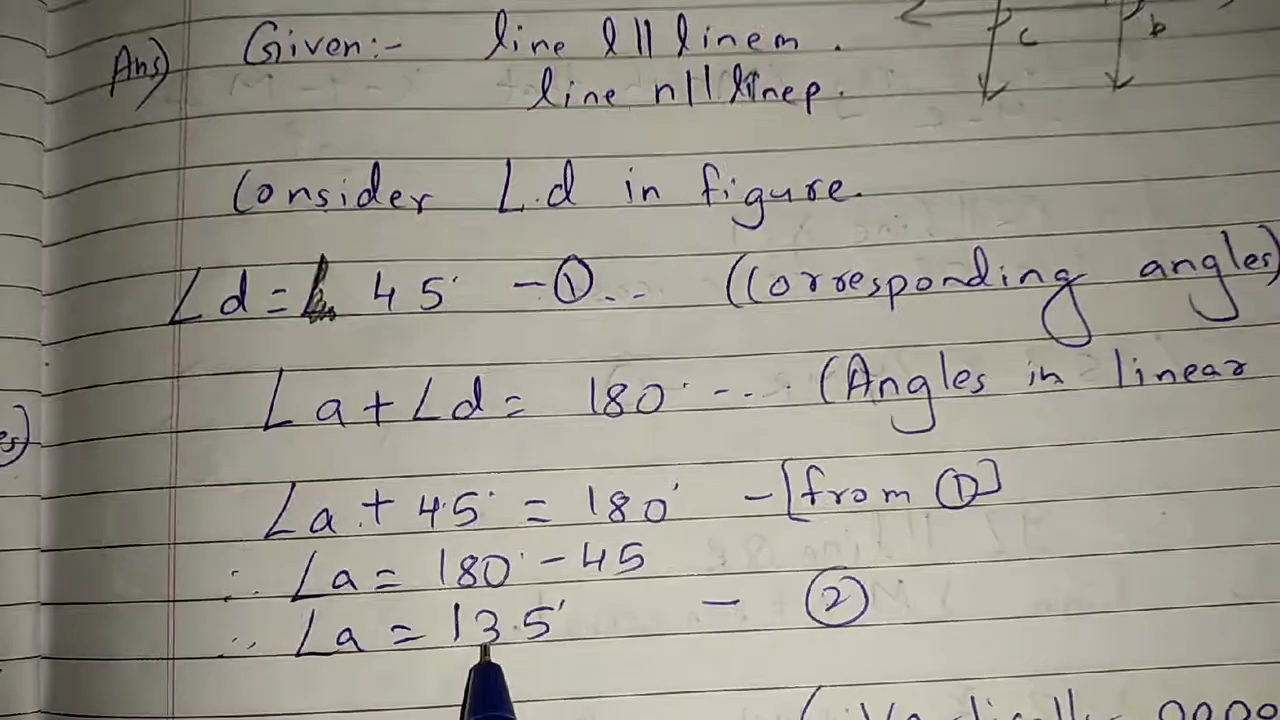 Ans) Given:- line l || line m .
line n || line p .
c b
Consider ∠d in figure.
∠d = 45° - ① .. (Corresponding angles)
∠a + ∠d = 180° -- . (Angles in linear
∠a + 45° = 180° - [from ①]
es)
∴ ∠a = 180° - 45
∴ ∠a = 135° - ②